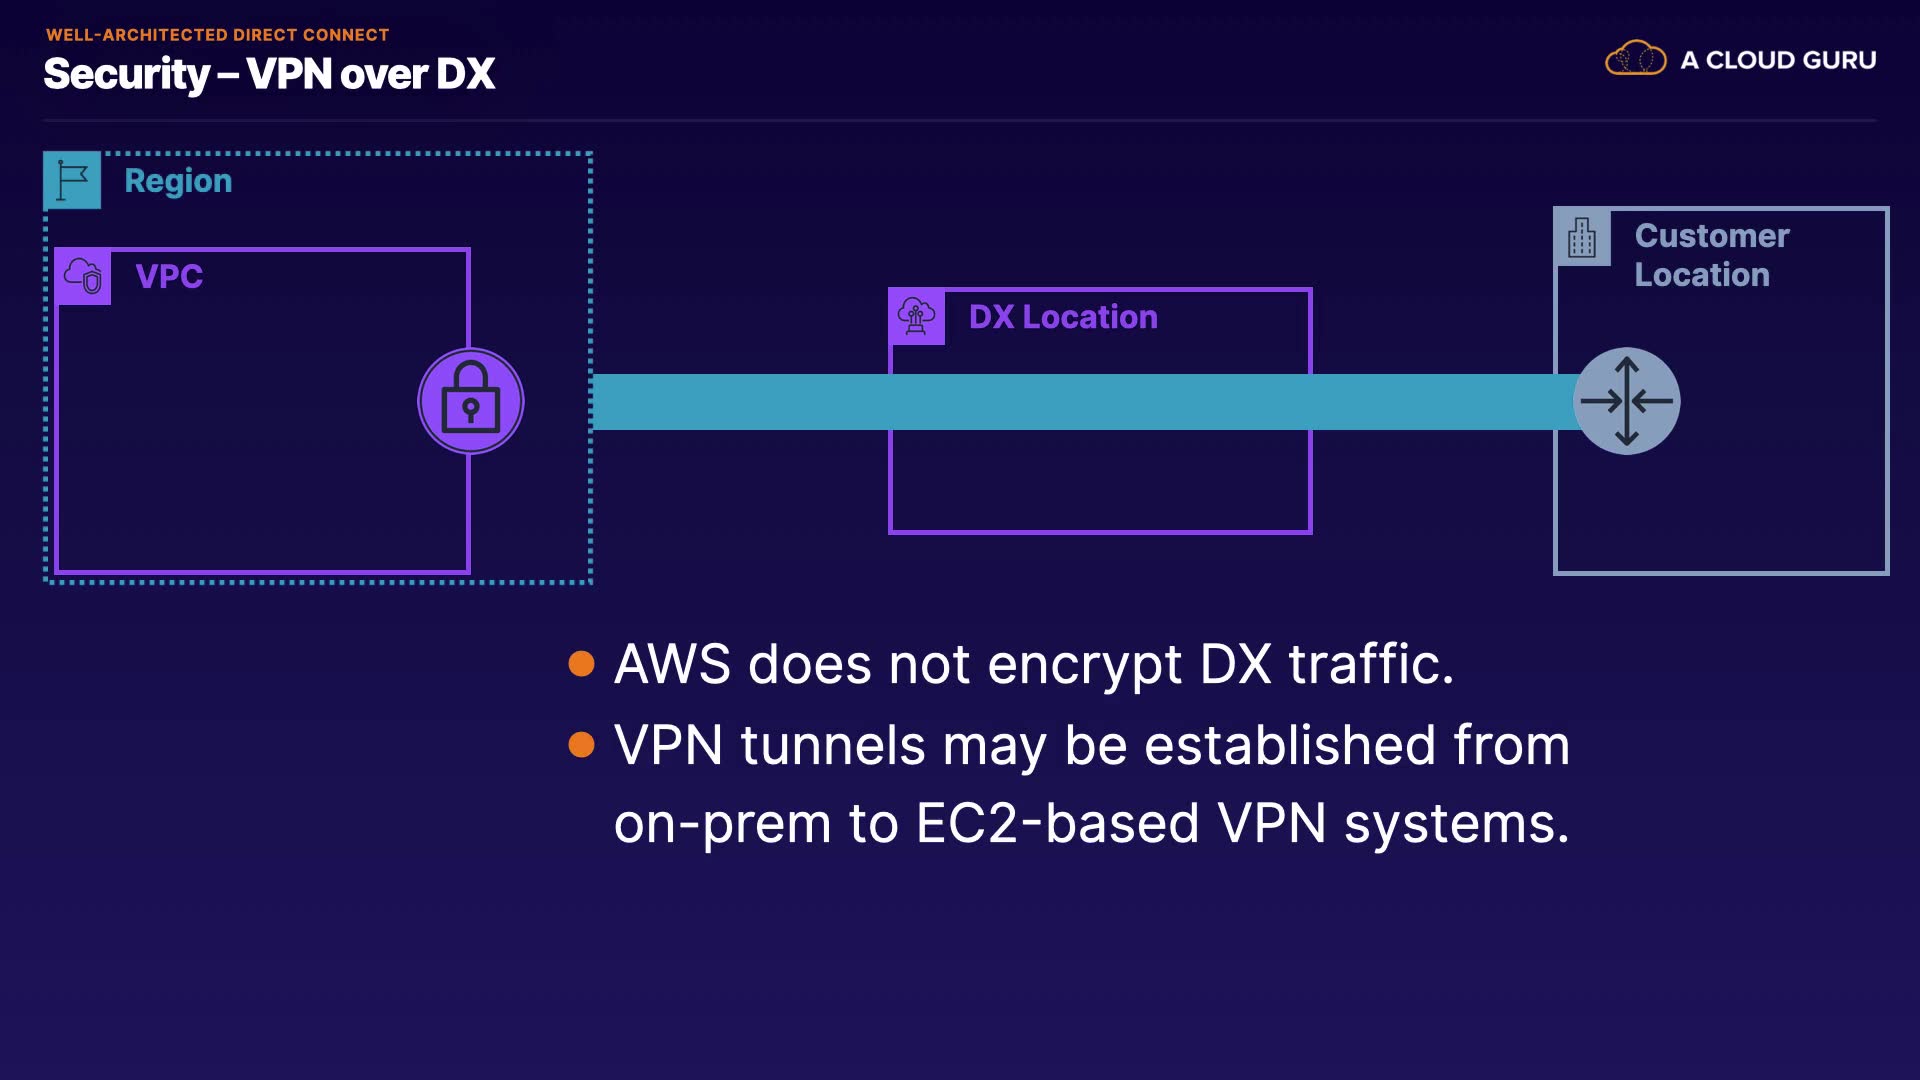 WELL-ARCHITECTED DIRECT CONNECT
Security – VPN over DX
A CLOUD GURU
Region
VPC
DX Location
Customer
Location
AWS does not encrypt DX traffic.
VPN tunnels may be established from
on-prem to EC2-based VPN systems.